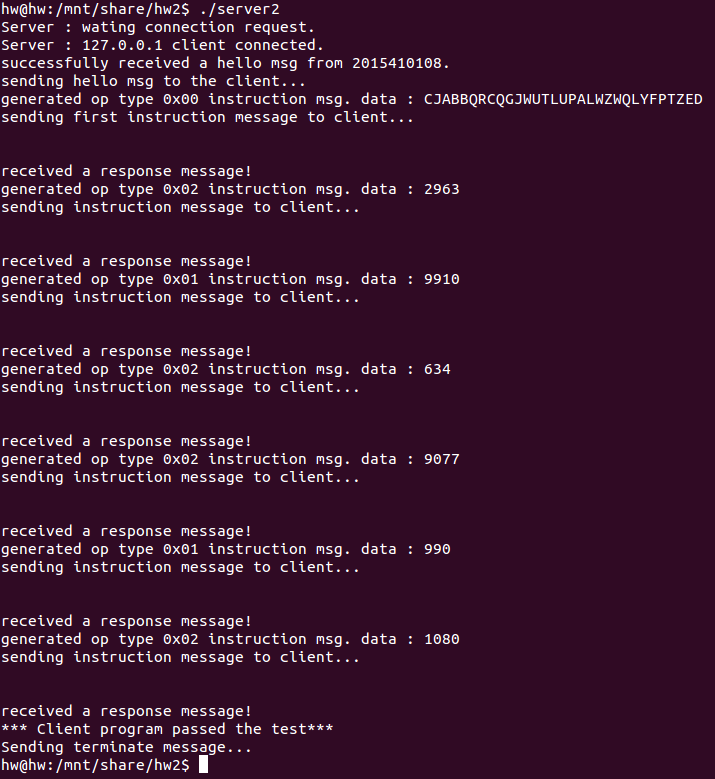 hw@hw:/mnt/share/hw2$ ./server2
Server : wating connection request.
Server : 127.0.0.1 client connected.
successfully received a hello msg from 2015410108.
sending hello msg to the client...
generated op type 0x00 instruction msg. data : CJABBQRCQGJWUTLUPALWZWQLYFPTZED
sending first instruction message to client...
received a response message!
generated op type 0x02 instruction msg. data : 2963
sending instruction message to client...
received a response message!
generated op type 0x01 instruction msg. data : 9910
sending instruction message to client...
received a response message!
generated op type 0x02 instruction msg. data : 634
sending instruction message to client...
received a response message!
generated op type 0x02 instruction msg. data : 9077
sending instruction message to client...
received a response message!
generated op type 0x01 instruction msg. data : 990
sending instruction message to client...
received a response message!
generated op type 0x02 instruction msg. data : 1080
sending instruction message to client...
received a response message!
*** Client program passed the test***
Sending terminate message...
hw@hw:/mnt/share/hw2$